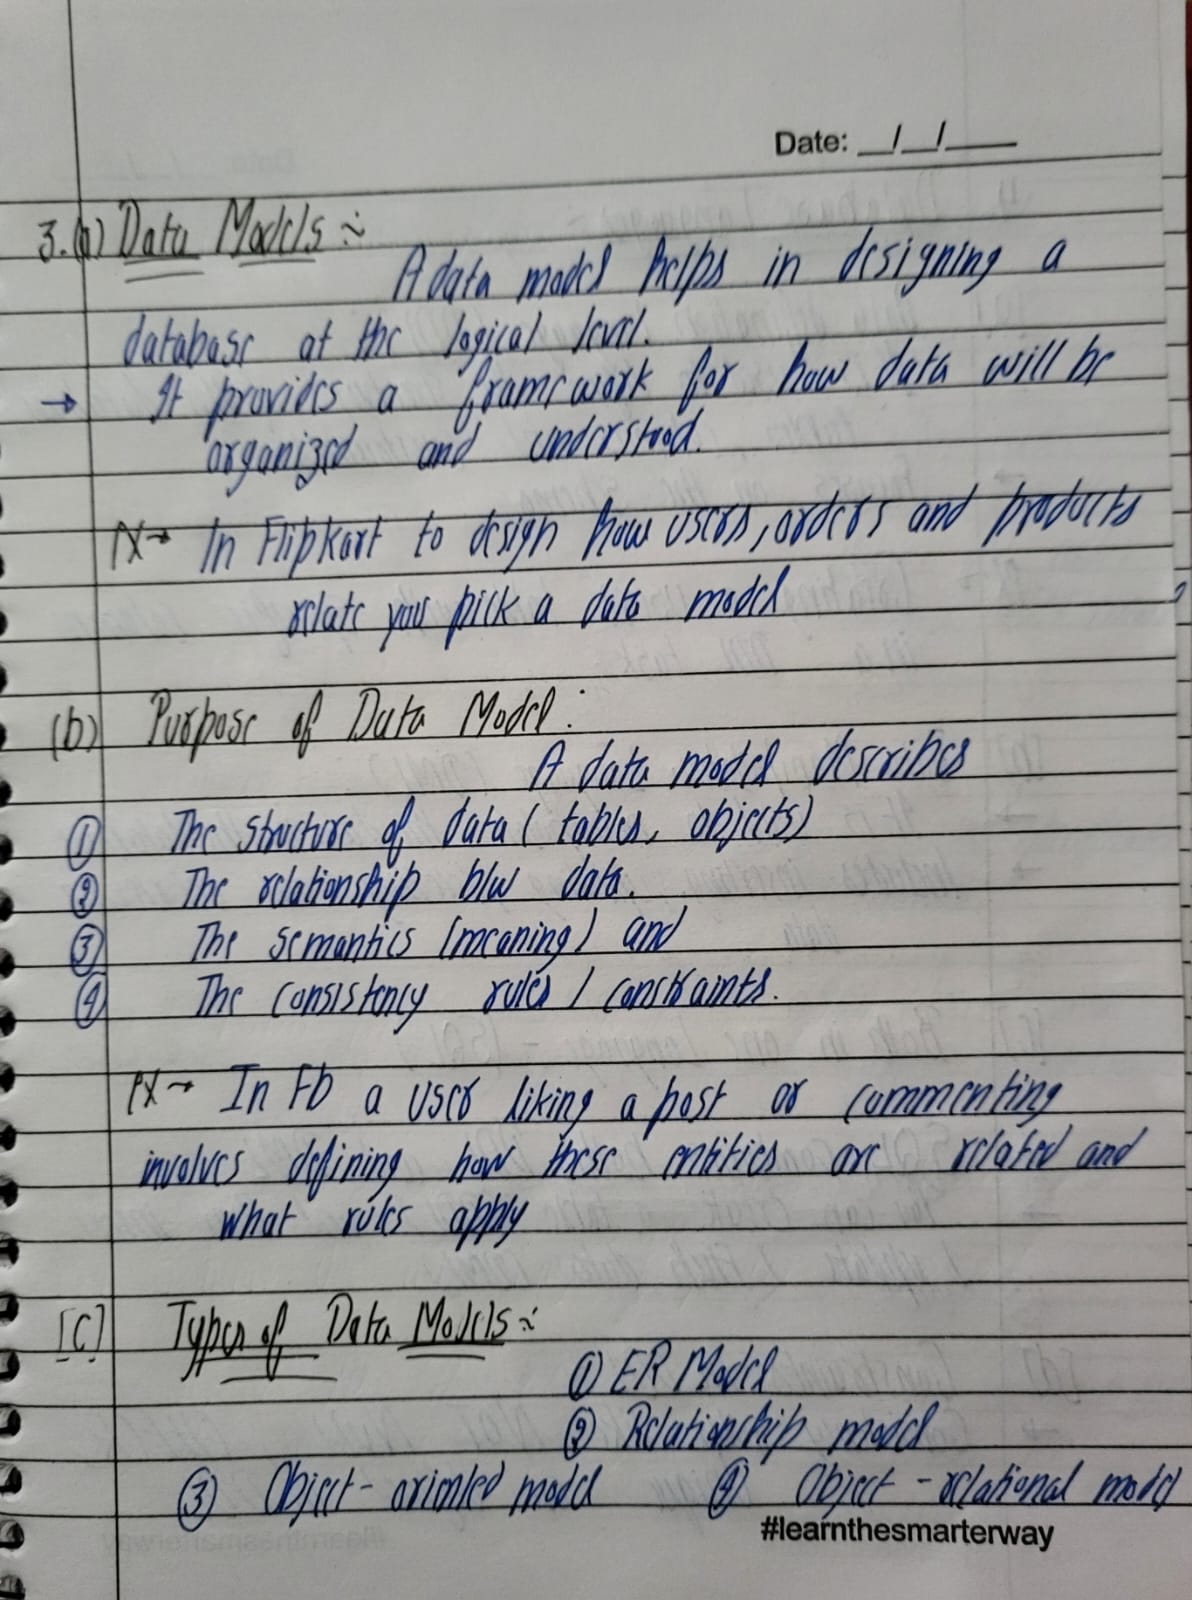 Date: __/__/____
3.(a) Data Models :-
A data model helps in designing a
database at the logical level.
→ It provides a framework for how data will be
organized and understood.
EX → In Flipkart to design how users, orders and products
relate you pick a data model
(b) Purpose of Data Model :
A data model describes
① The structure of data ( tables, objects)
② The relationship b/w data.
③ The semantics (meaning) and
④ The consistency rules / constraints.
EX → In Fb a user liking a post or commenting
involves defining how these entities are related and
what rules apply
[C] Types of Data Models :-
① ER Model
② Relationship model
③ Object - oriented model ④ Object - relational model
#learnthesmarterway